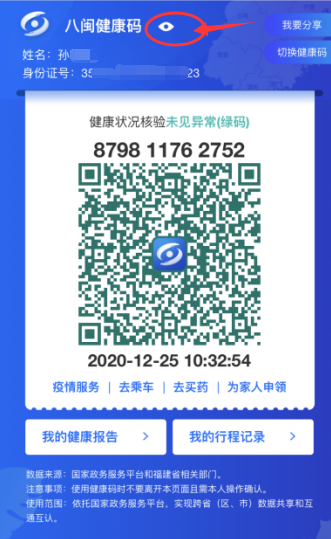 八闽健康码
我要分享
姓名：孙
切换健康码
身份证号：35 23
健康状况核验未见异常(绿码)
8798 1176 2752
2020-12-25 10:32:54
疫情服务 | 去乘车 | 去买药 | 为家人申领
我的健康报告 >
我的行程记录 >
数据来源：国家政务服务平台和福建省相关部门。
注意事项：使用健康码时不要离开本页面且需本人操作确认。
使用范围：依托国家政务服务平台，实现跨省（区、市）数据共享和互
通互认。